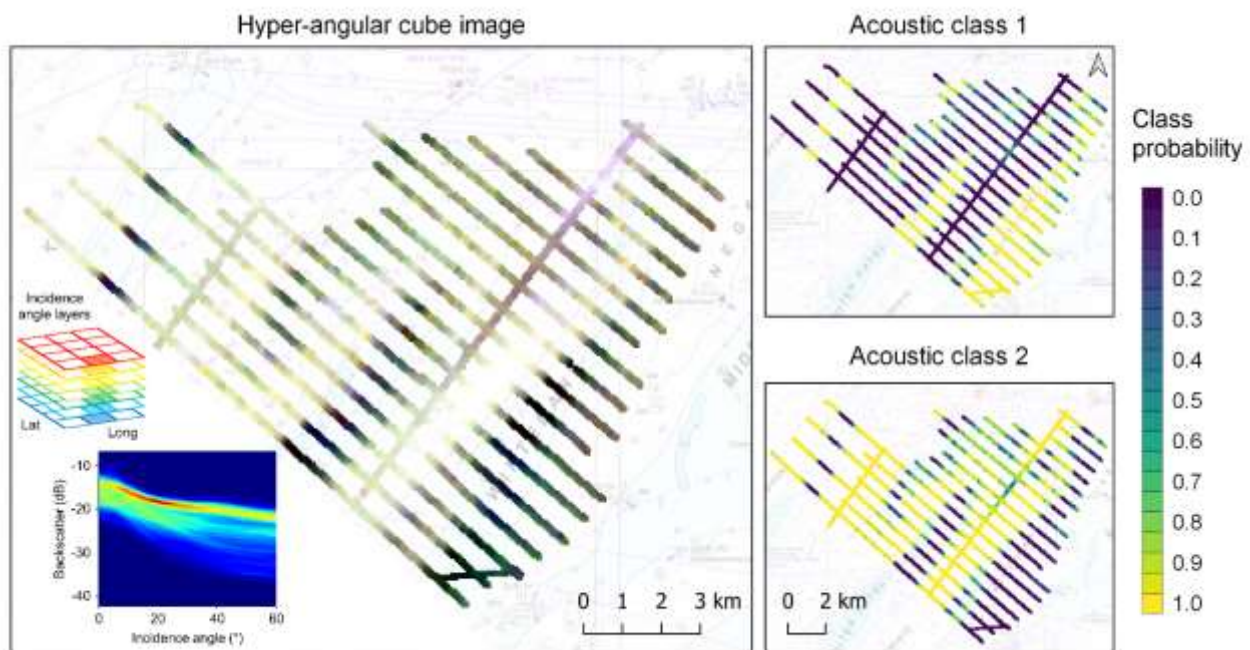 Hyper-angular cube image
Incidence
angle layers
Lat
Long
-10
-20
-30
-40
Backscatter (dB)
0
20
40
60
Incidence angle (°)
0 1 2 3 km
Acoustic class 1
Acoustic class 2
0 2 km
Class
probability
0.0
0.1
0.2
0.3
0.4
0.5
0.6
0.7
0.8
0.9
1.0